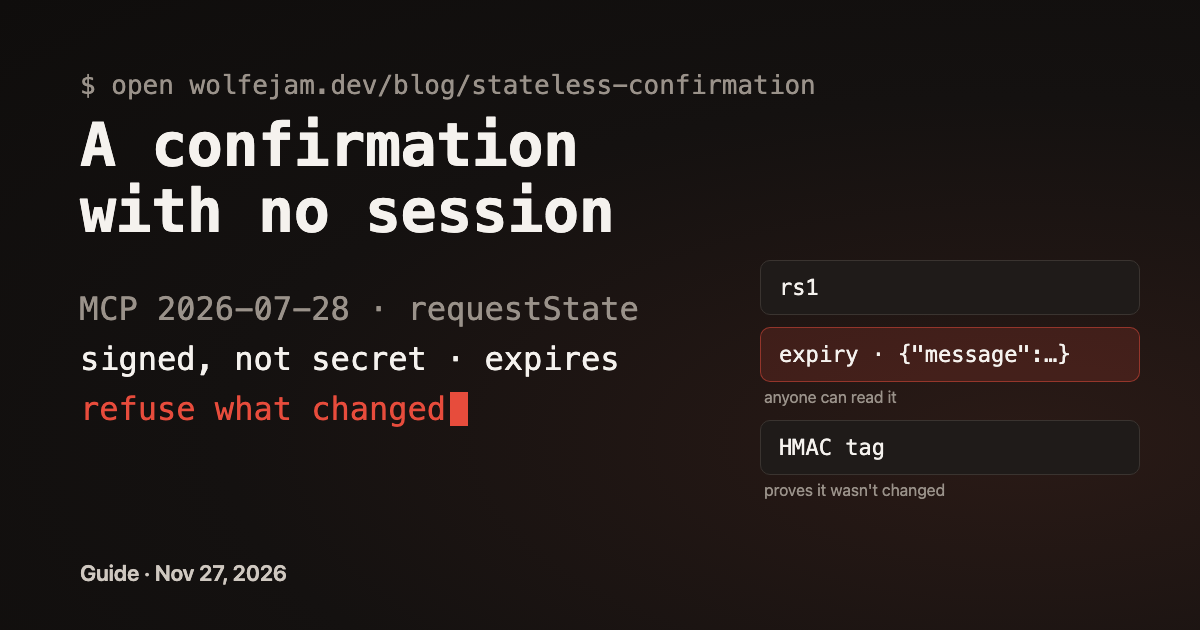 $ open wolfejam.dev/blog/stateless-confirmation
A confirmation
with no session
MCP 2026-07-28 · requestState
signed, not secret · expires
refuse what changed
rs1
expiry · {"message":…}
anyone can read it
HMAC tag
proves it wasn't changed
Guide · Nov 27, 2026